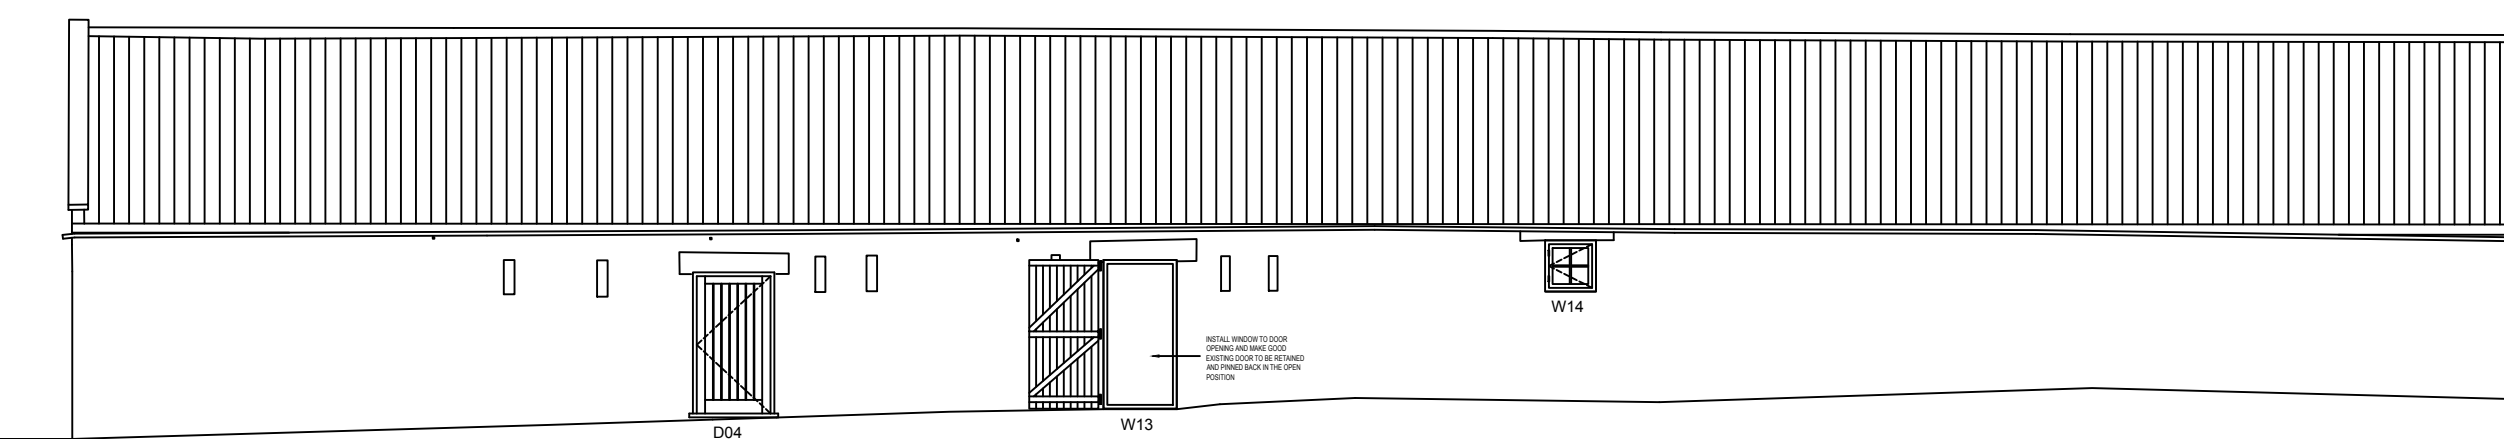 W14
INSTALL WINDOW TO DOOR
OPENING AND MAKE GOOD
EXISTING DOOR TO BE RETAINED
AND PINNED BACK IN THE OPEN
POSITION
D04
W13